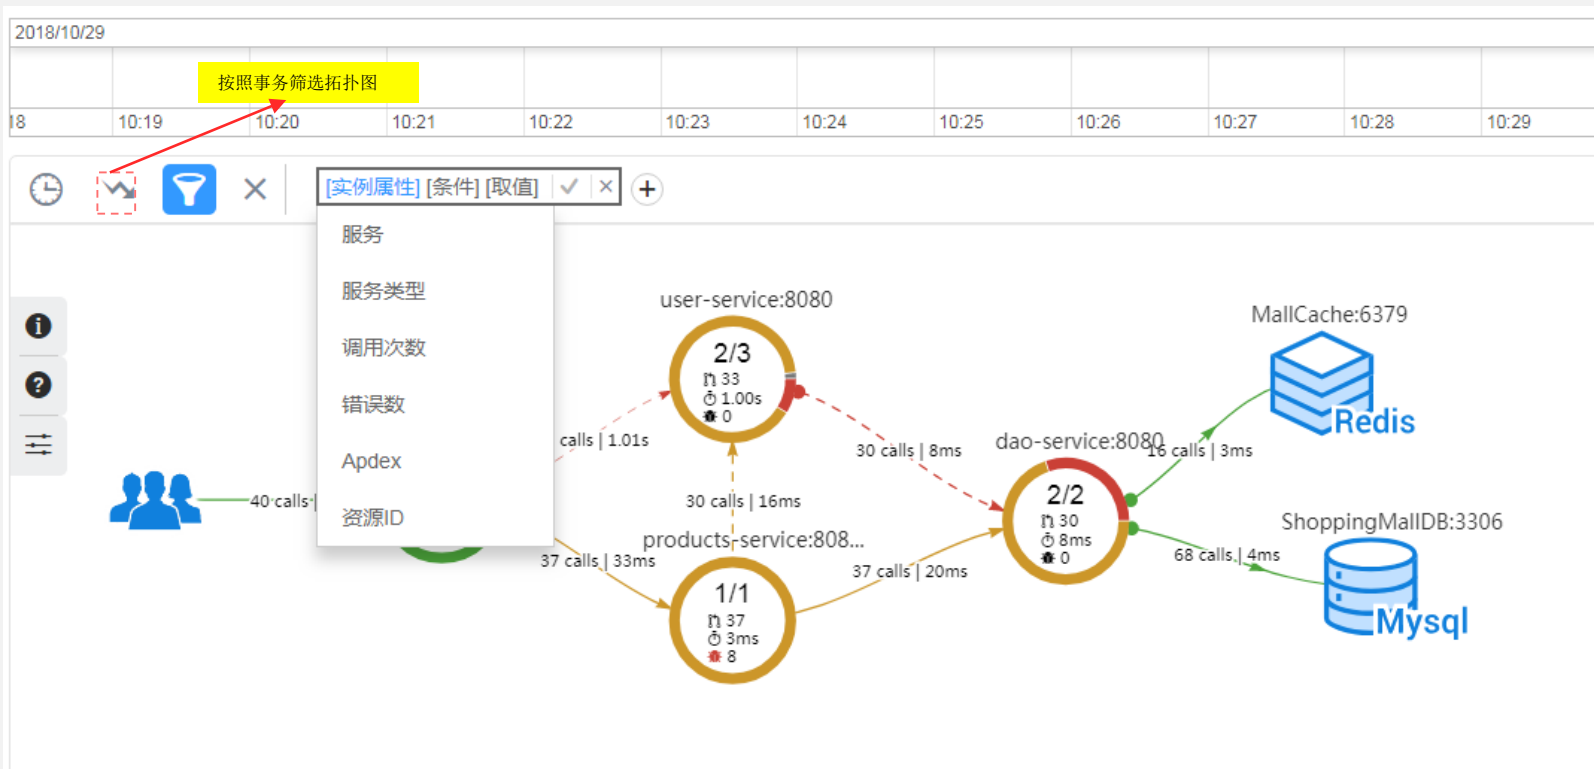 2018/10/29
按照事务筛选拓扑图
18
10:19
10:20
10:21
10:22
10:23
10:24
10:25
10:26
10:27
10:28
10:29
[实例属性] [条件] [取值]
服务
服务类型
调用次数
错误数
Apdex
资源ID
user-service:8080
2/3
33
1.00s
0
MallCache:6379
Redis
calls | 1.01s
30 calls | 8ms
dao-service:8080
16 calls | 3ms
2/2
30
8ms
0
40 calls |
30 calls | 16ms
ShoppingMallDB:3306
Mysql
products-service:808...
37 calls | 33ms
37 calls | 20ms
68 calls | 4ms
1/1
37
3ms
8